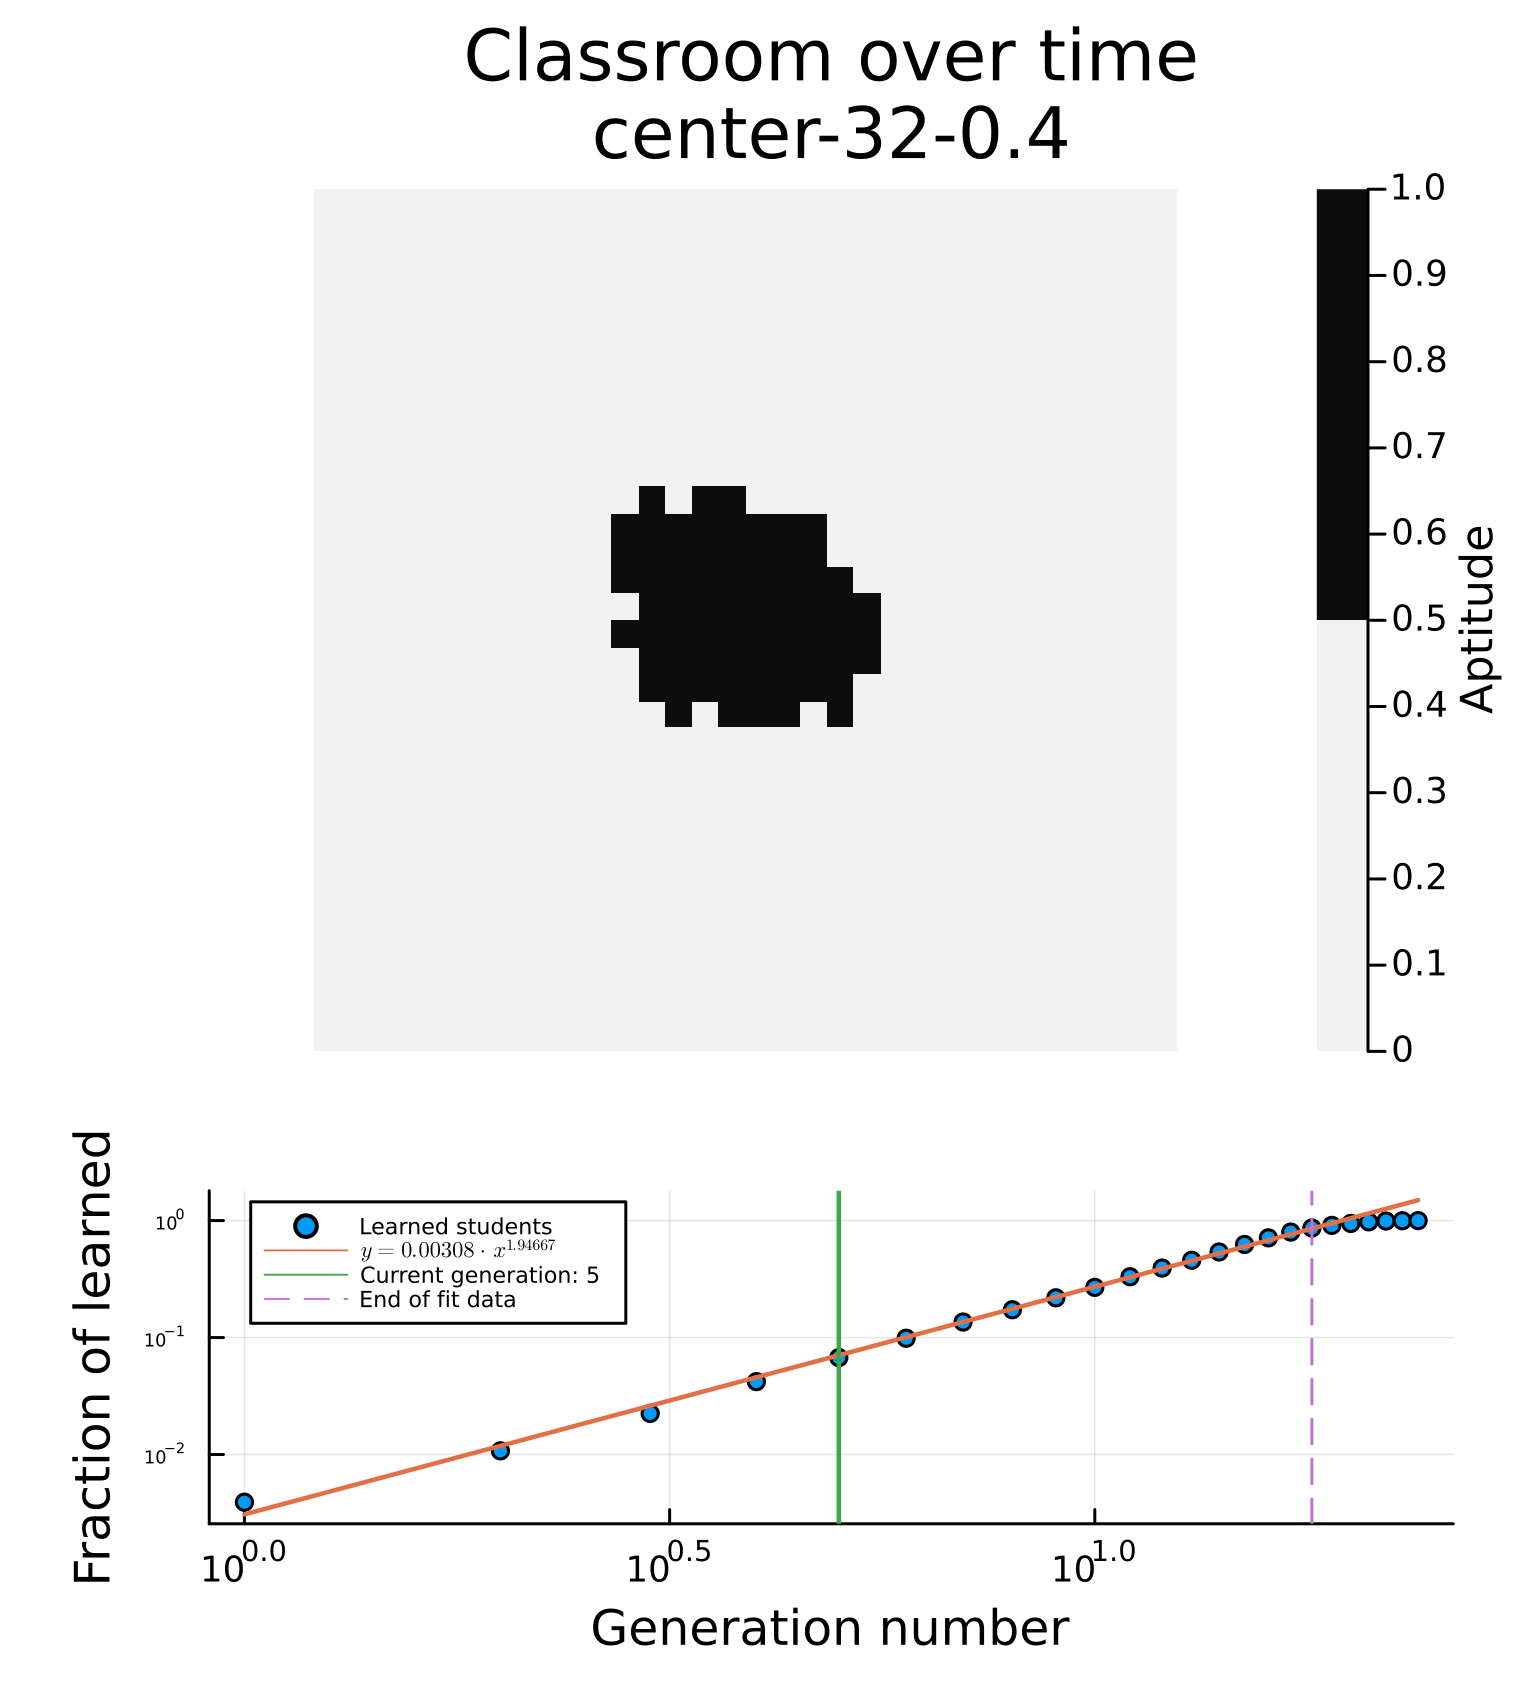 Classroom over time
center-32-0.4
1.0
0.9
0.8
0.7
0.6
0.5
0.4
0.3
0.2
0.1
0
Aptitude
Fraction of learned
10⁰
10⁻¹
10⁻²
Learned students
y = 0.00308 · x^1.94667
Current generation: 5
End of fit data
10^0.0
10^0.5
10^1.0
Generation number